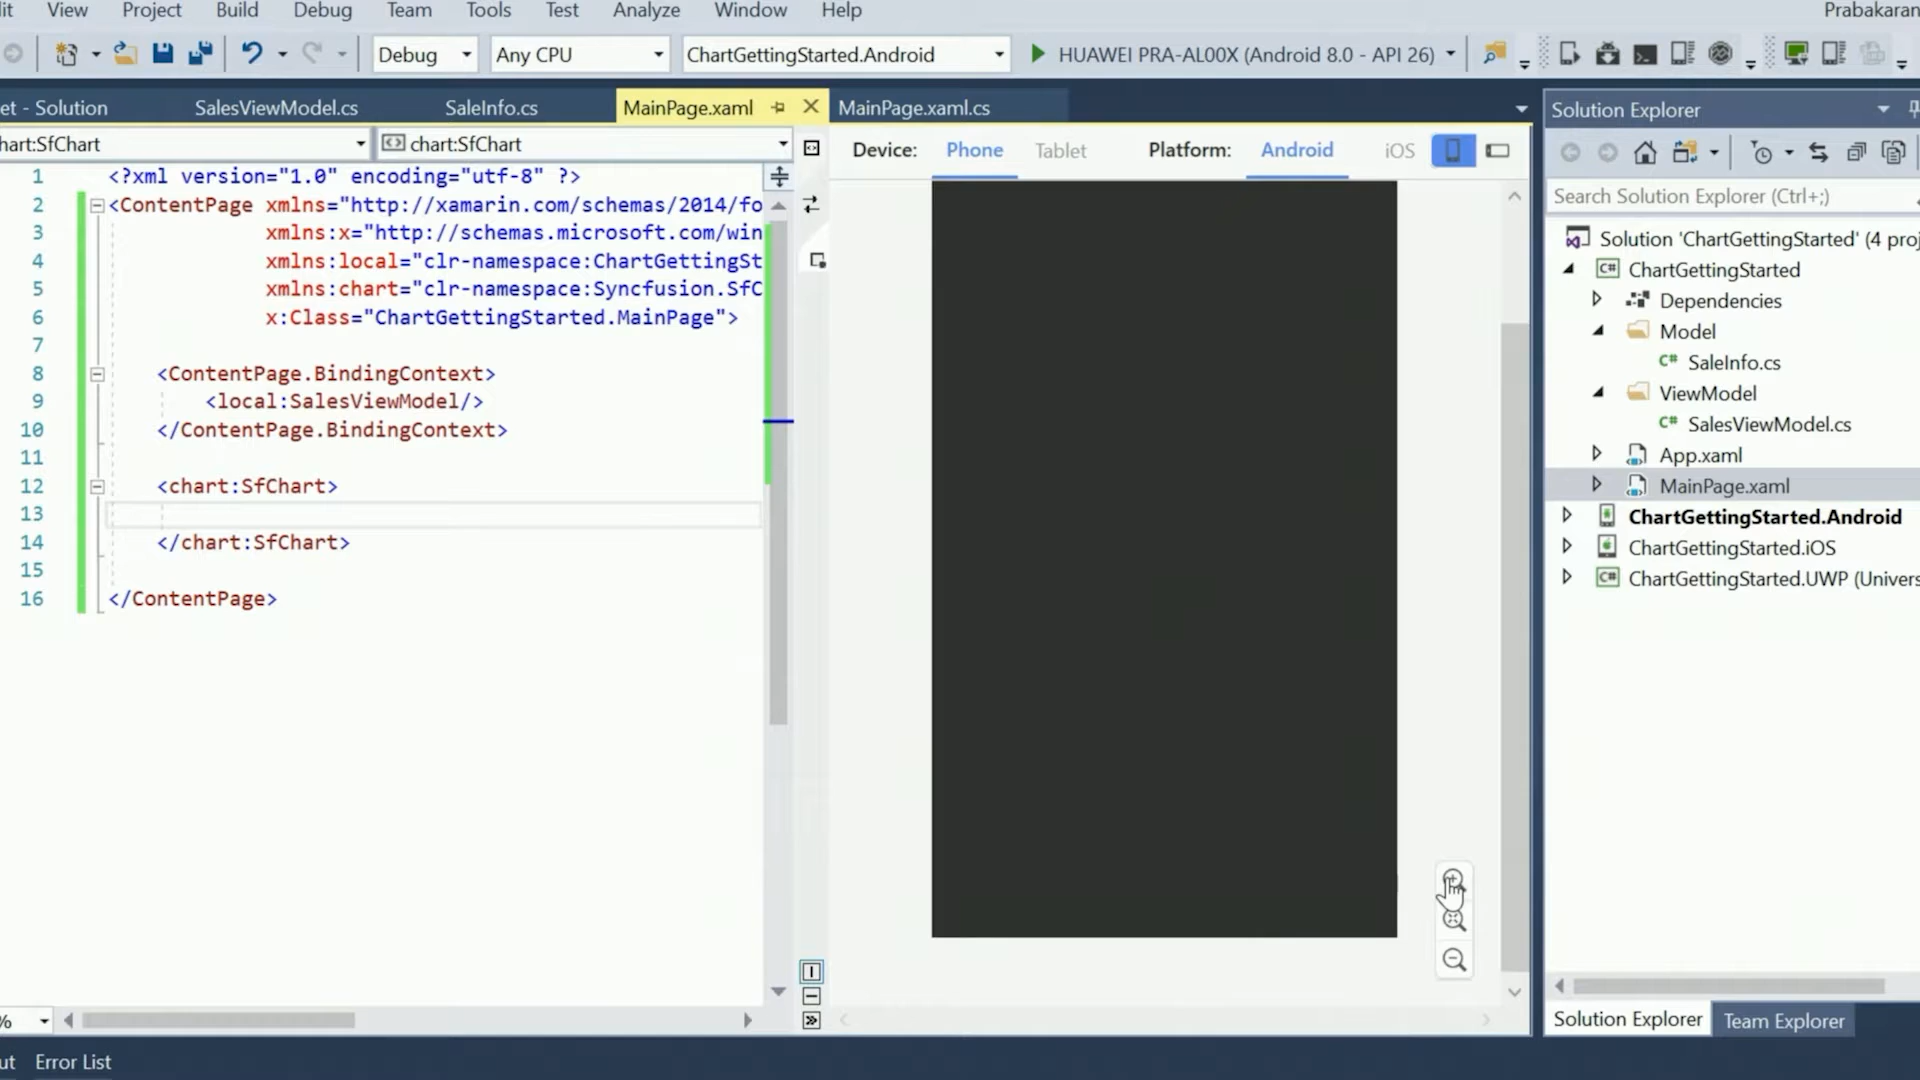 it View Project Build Debug Team Tools Test Analyze Window Help Prabakaran
Debug Any CPU ChartGettingStarted.Android HUAWEI PRA-AL00X (Android 8.0 - API 26)
et - Solution SalesViewModel.cs SaleInfo.cs MainPage.xaml MainPage.xaml.cs
hart:SfChart chart:SfChart
Device: Phone Tablet Platform: Android iOS
1 <?xml version="1.0" encoding="utf-8" ?>
2 <ContentPage xmlns="http://xamarin.com/schemas/2014/fo
3 xmlns:x="http://schemas.microsoft.com/win
4 xmlns:local="clr-namespace:ChartGettingSt
5 xmlns:chart="clr-namespace:Syncfusion.SfC
6 x:Class="ChartGettingStarted.MainPage">
7
8 <ContentPage.BindingContext>
9 <local:SalesViewModel/>
10 </ContentPage.BindingContext>
11
12 <chart:SfChart>
13
14 </chart:SfChart>
15
16 </ContentPage>
%
Solution Explorer
Search Solution Explorer (Ctrl+;)
Solution 'ChartGettingStarted' (4 proj
C# ChartGettingStarted
Dependencies
Model
C# SaleInfo.cs
ViewModel
C# SalesViewModel.cs
App.xaml
MainPage.xaml
ChartGettingStarted.Android
ChartGettingStarted.iOS
C# ChartGettingStarted.UWP (Univers
Solution Explorer Team Explorer
ut Error List